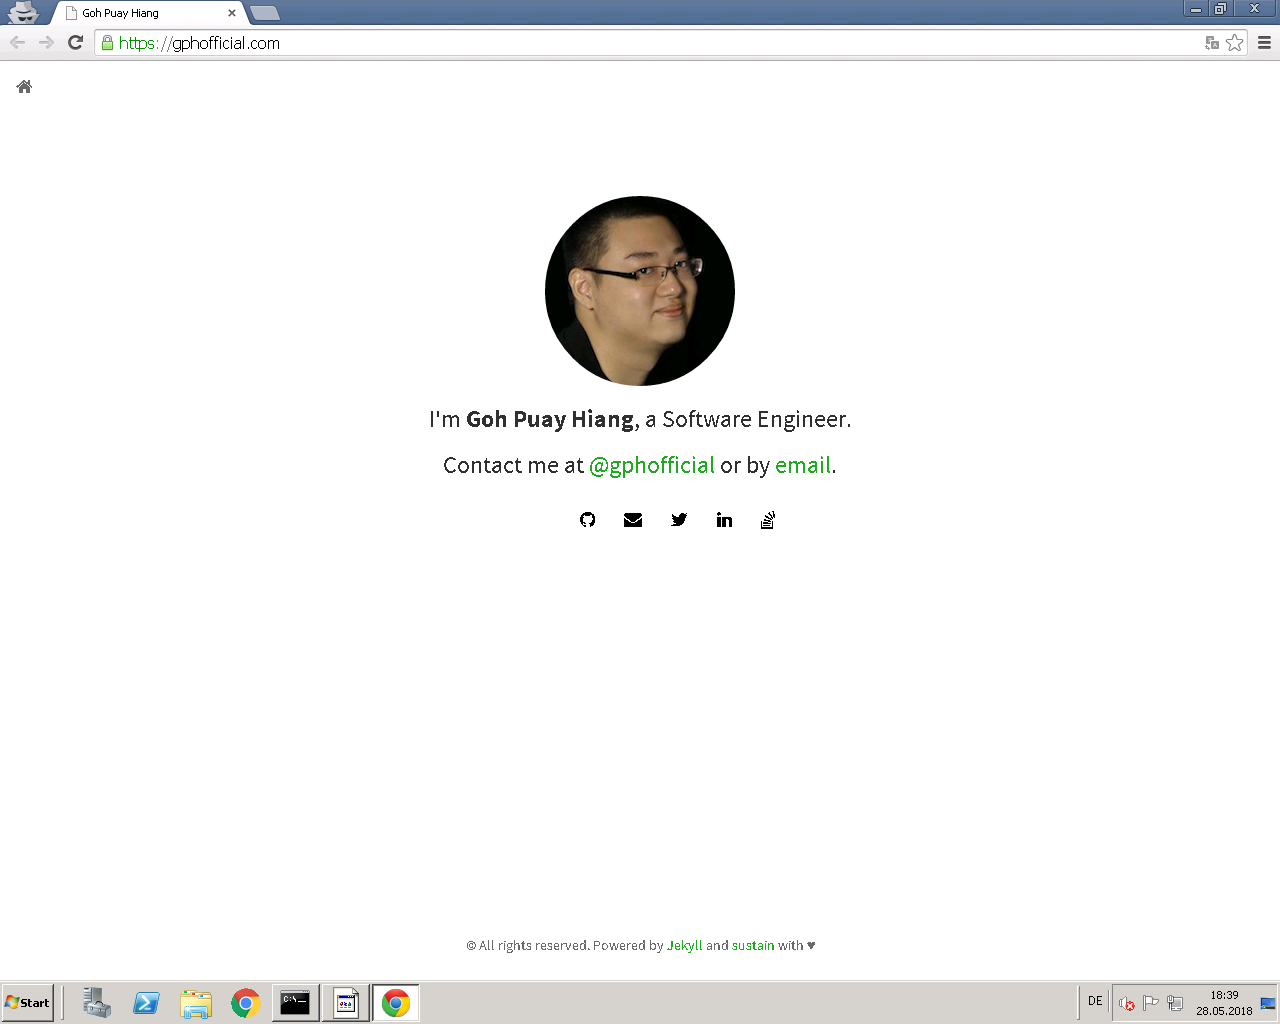 Goh Puay Hiang
https://gphofficial.com
I'm Goh Puay Hiang, a Software Engineer.
Contact me at @gphofficial or by email.
© All rights reserved. Powered by Jekyll and sustain with ♥
Start
C:\_
DE
18:39
28.05.2018